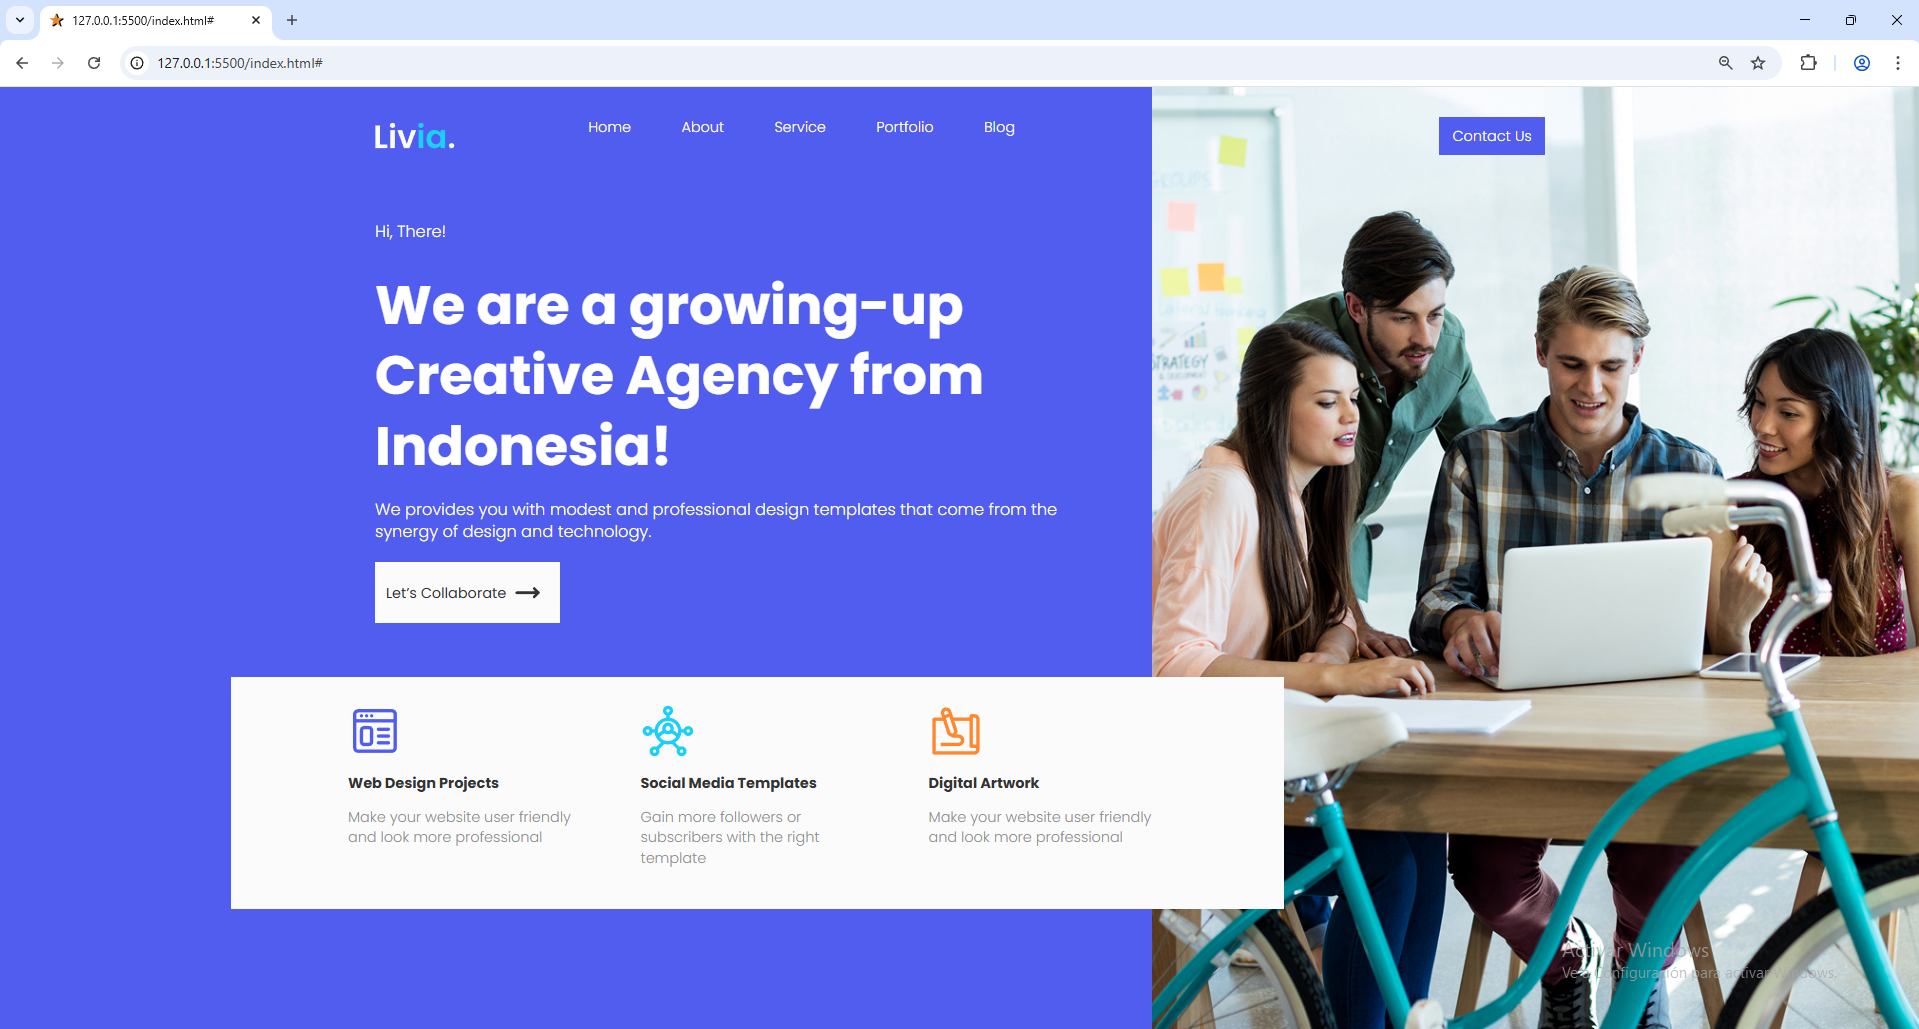 127.0.0.1:5500/index.html#
127.0.0.1:5500/index.html#
Livia.
Home About Service Portfolio Blog
Contact Us
GROUPS
Hi, There!
We are a growing-up
Creative Agency from
Indonesia!
STRATEGY
We provides you with modest and professional design templates that come from the
synergy of design and technology.
Let's Collaborate
Web Design Projects
Make your website user friendly
and look more professional
Social Media Templates
Gain more followers or
subscribers with the right
template
Digital Artwork
Make your website user friendly
and look more professional
Activar Windows
Ve a Configuración para activar Windows.